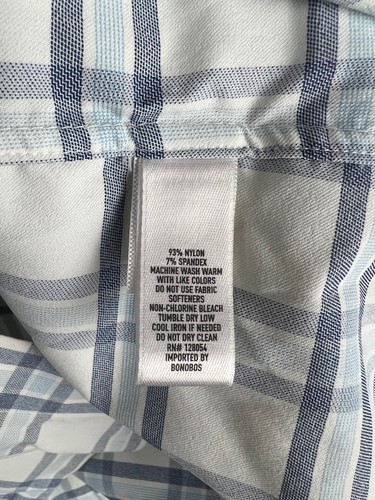 93% NYLON
7% SPANDEX
MACHINE WASH WARM
WITH LIKE COLORS
DO NOT USE FABRIC
SOFTENERS
NON-CHLORINE BLEACH
TUMBLE DRY LOW
COOL IRON IF NEEDED
DO NOT DRY CLEAN
RN# 128054
IMPORTED BY
BONOBOS